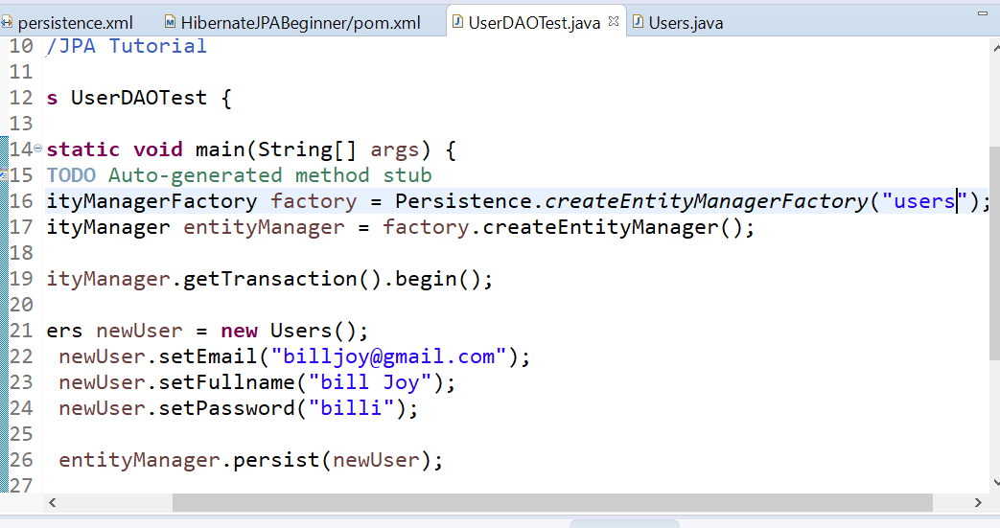 persistence.xml HibernateJPABeginner/pom.xml UserDAOTest.java Users.java
10 /JPA Tutorial
11
12 s UserDAOTest {
13
14 static void main(String[] args) {
15 TODO Auto-generated method stub
16 ityManagerFactory factory = Persistence.createEntityManagerFactory("users");
17 ityManager entityManager = factory.createEntityManager();
18
19 ityManager.getTransaction().begin();
20
21 ers newUser = new Users();
22 newUser.setEmail("billjoy@gmail.com");
23 newUser.setFullname("bill Joy");
24 newUser.setPassword("billi");
25
26 entityManager.persist(newUser);
27